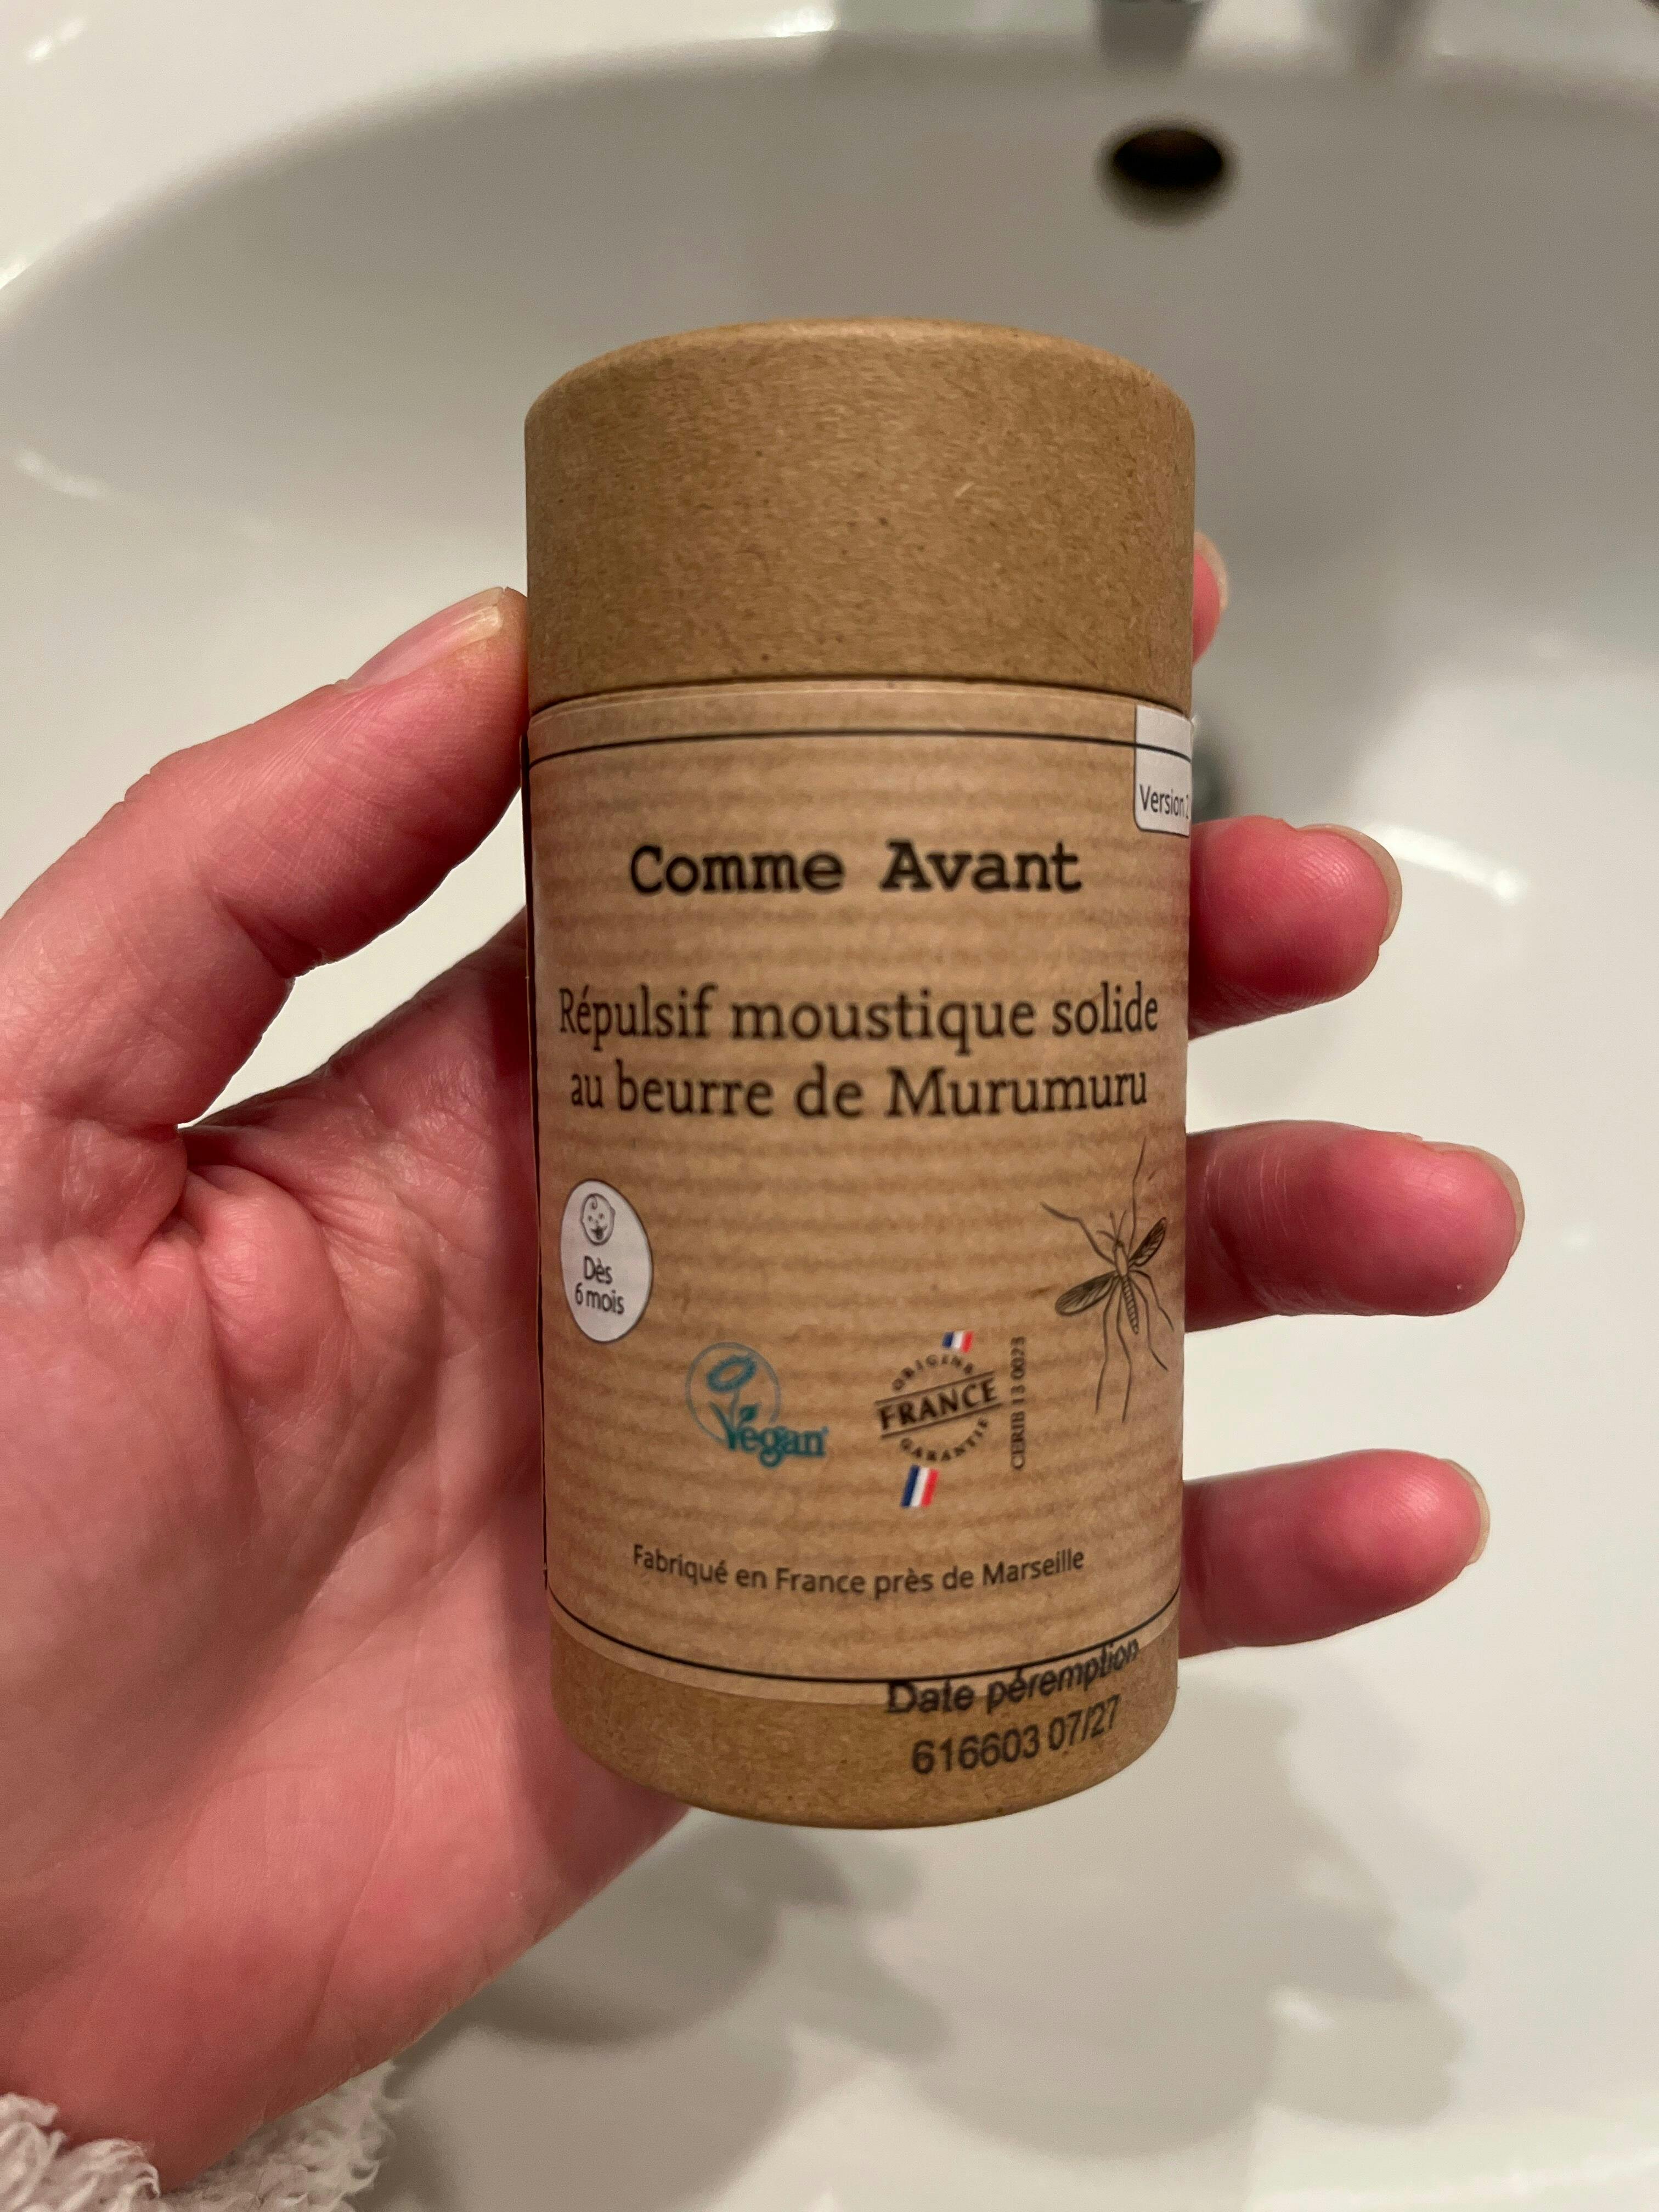 Version 2
Comme Avant
Répulsif moustique solide
au beurre de Murumuru
Dès
6 mois
Vegan
ORIGINE
FRANCE
GARANTIE
CERIB 13 0023
Fabriqué en France près de Marseille
Date péremption
616603 07/27